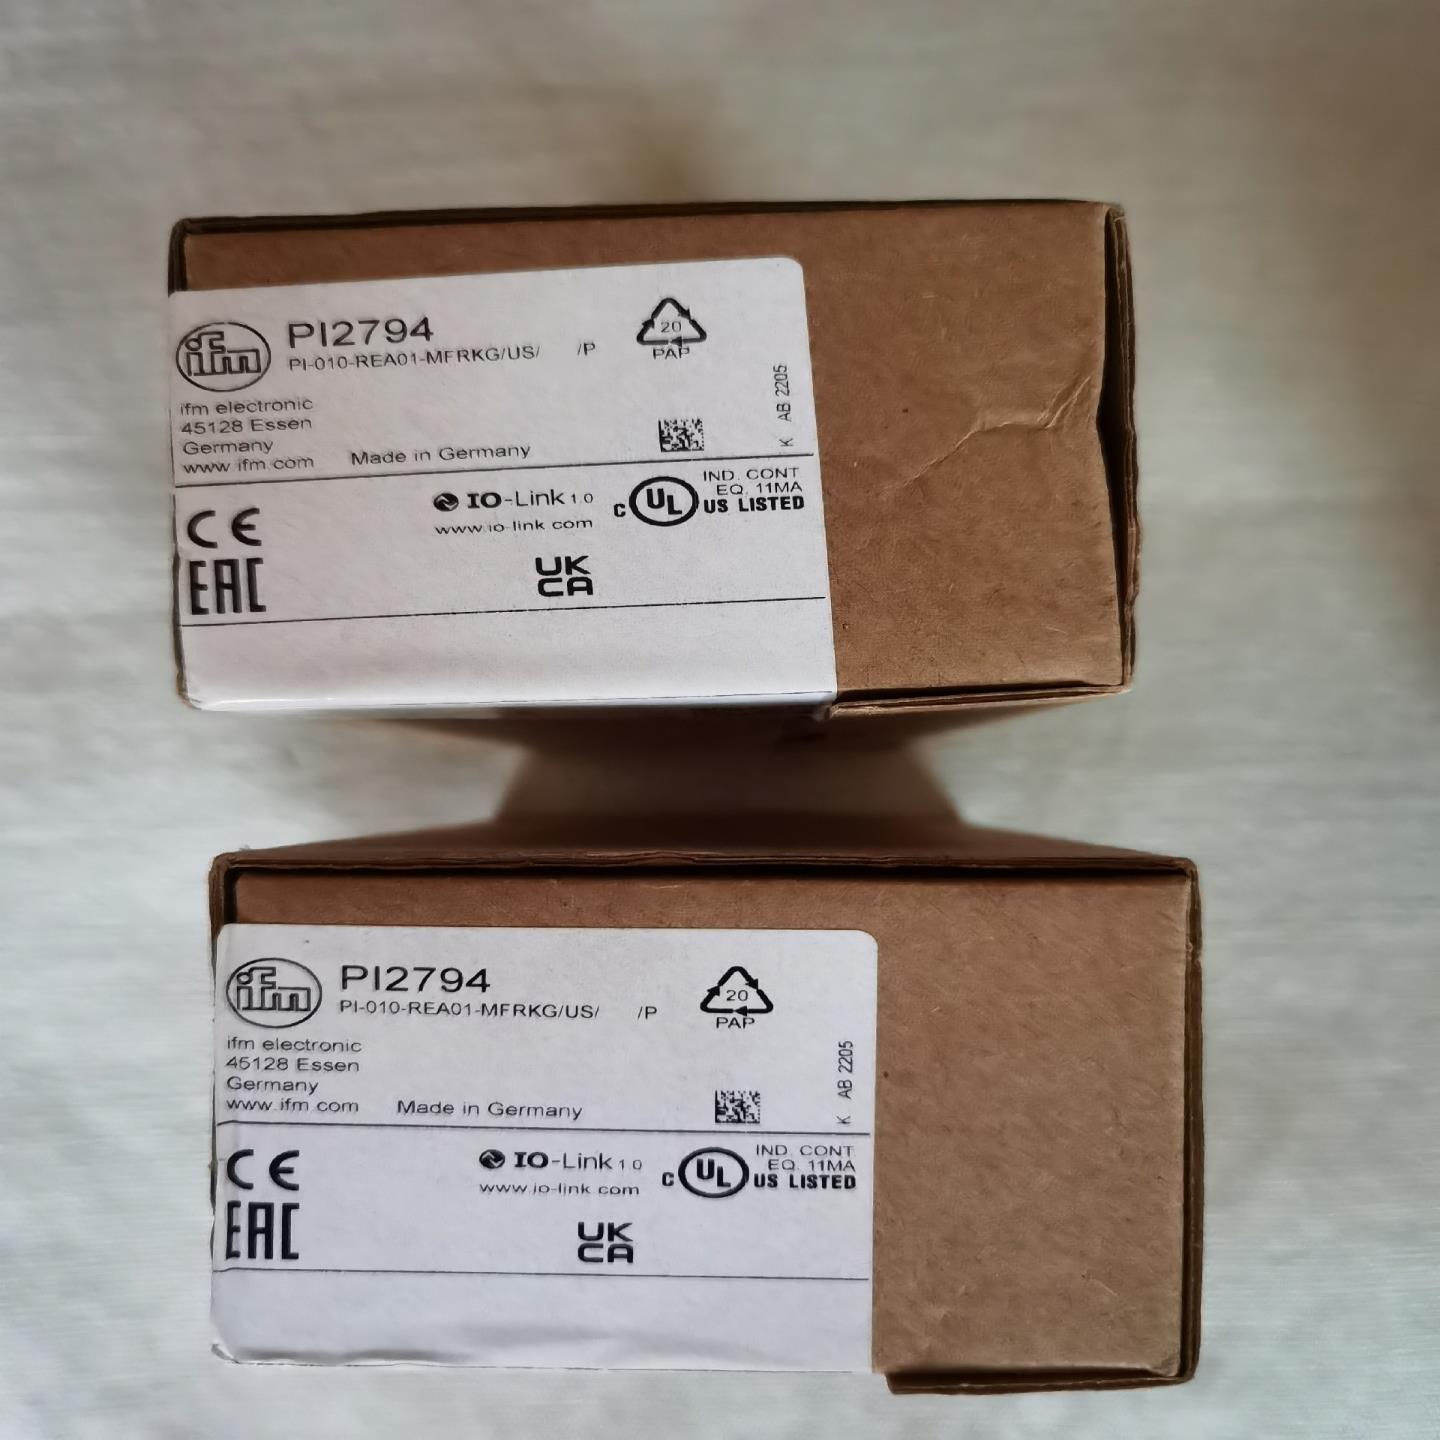 ifm
PI2794
PI-010-REA01-MFRKG/US/ /P
20
PAP
ifm electronic
45128 Essen
Germany
www.ifm.com
Made in Germany
K AB 2205
CE
EAC
IO-Link 1.0
www.io-link.com
UK
CA
C UL US LISTED
IND. CONT.
EQ. 11MA
ifm
PI2794
PI-010-REA01-MFRKG/US/ /P
20
PAP
ifm electronic
45128 Essen
Germany
www.ifm.com
Made in Germany
K AB 2205
CE
EAC
IO-Link 1.0
www.io-link.com
UK
CA
C UL US LISTED
IND. CONT.
EQ. 11MA